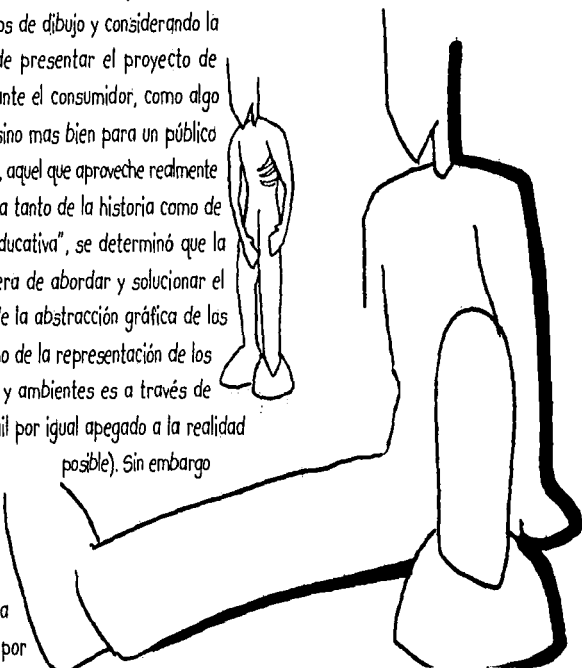 os de dibujo y considerando la
de presentar el proyecto de
ante el consumidor, como algo
sino mas bien para un público
, aquel que aproveche realmente
a tanto de la historia como de
ducativa", se determinó que la
era de abordar y solucionar el
de la abstracción gráfica de los
o de la representación de los
y ambientes es a través de
il por igual apegado a la realidad
posible). Sin embargo
a
por